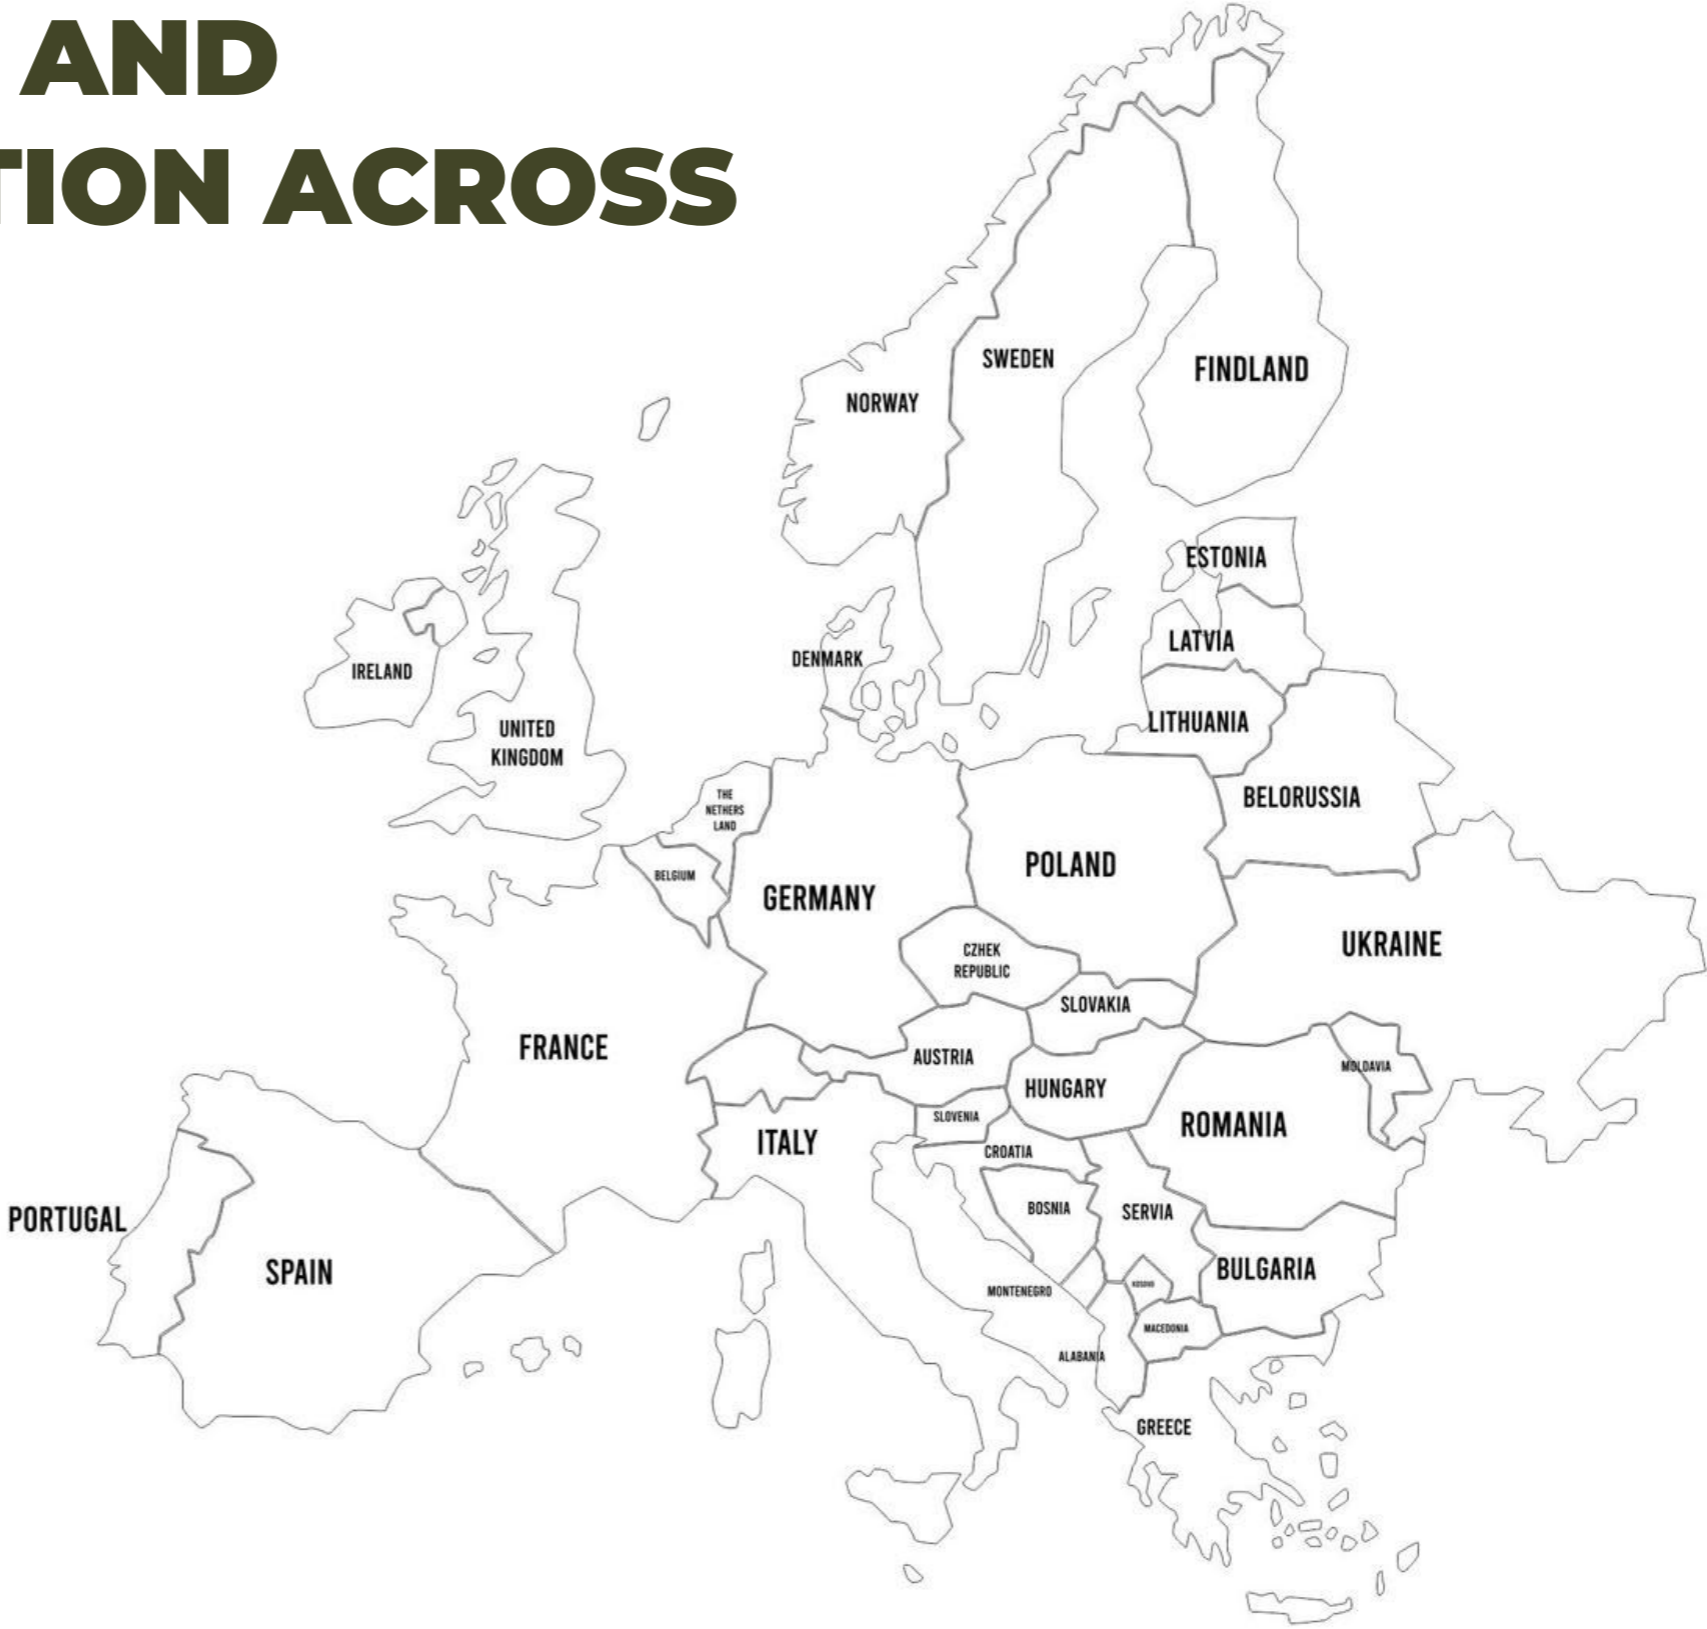 AND
TION ACROSS
SWEDEN
FINDLAND
NORWAY
ESTONIA
LATVIA
DENMARK
IRELAND
LITHUANIA
UNITED
KINGDOM
THE
NETHERS
LAND
BELORUSSIA
POLAND
BELGIUM
GERMANY
UKRAINE
CZHEK
REPUBLIC
SLOVAKIA
FRANCE
AUSTRIA
MOLDAVIA
HUNGARY
SLOVENIA
ROMANIA
ITALY
CROATIA
BOSNIA
SERVIA
PORTUGAL
SPAIN
BULGARIA
KOSOVO
MONTENEGRO
MACEDONIA
ALABANIA
GREECE